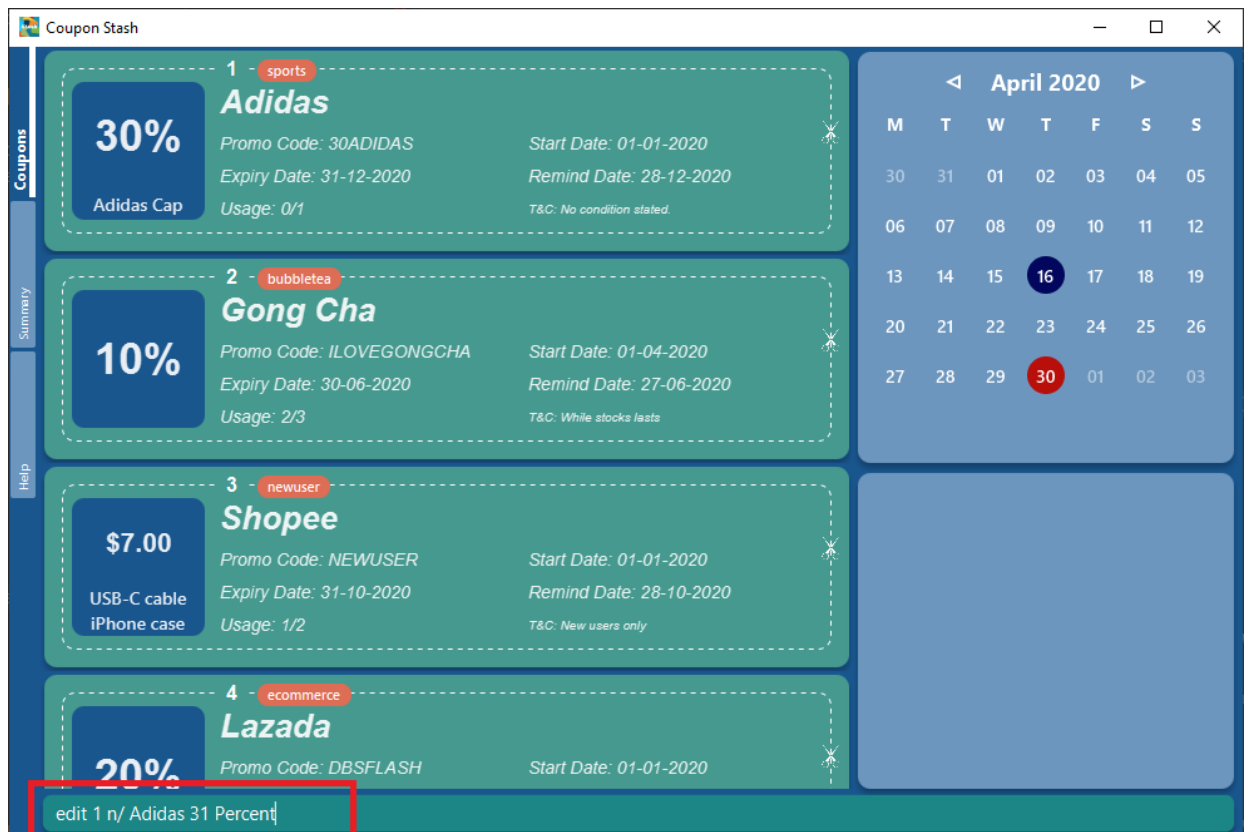 Coupon Stash
Coupons
Summary
Help
1 sports
Adidas
30%
Adidas Cap
Promo Code: 30ADIDAS Start Date: 01-01-2020
Expiry Date: 31-12-2020 Remind Date: 28-12-2020
Usage: 0/1 T&C: No condition stated.
2 bubbletea
Gong Cha
10%
Promo Code: ILOVEGONGCHA Start Date: 01-04-2020
Expiry Date: 30-06-2020 Remind Date: 27-06-2020
Usage: 2/3 T&C: While stocks lasts
3 newuser
Shopee
$7.00
USB-C cable
iPhone case
Promo Code: NEWUSER Start Date: 01-01-2020
Expiry Date: 31-10-2020 Remind Date: 28-10-2020
Usage: 1/2 T&C: New users only
4 ecommerce
Lazada
20%
Promo Code: DBSFLASH Start Date: 01-01-2020
April 2020
M T W T F S S
30 31 01 02 03 04 05
06 07 08 09 10 11 12
13 14 15 16 17 18 19
20 21 22 23 24 25 26
27 28 29 30 01 02 03
edit 1 n/ Adidas 31 Percent